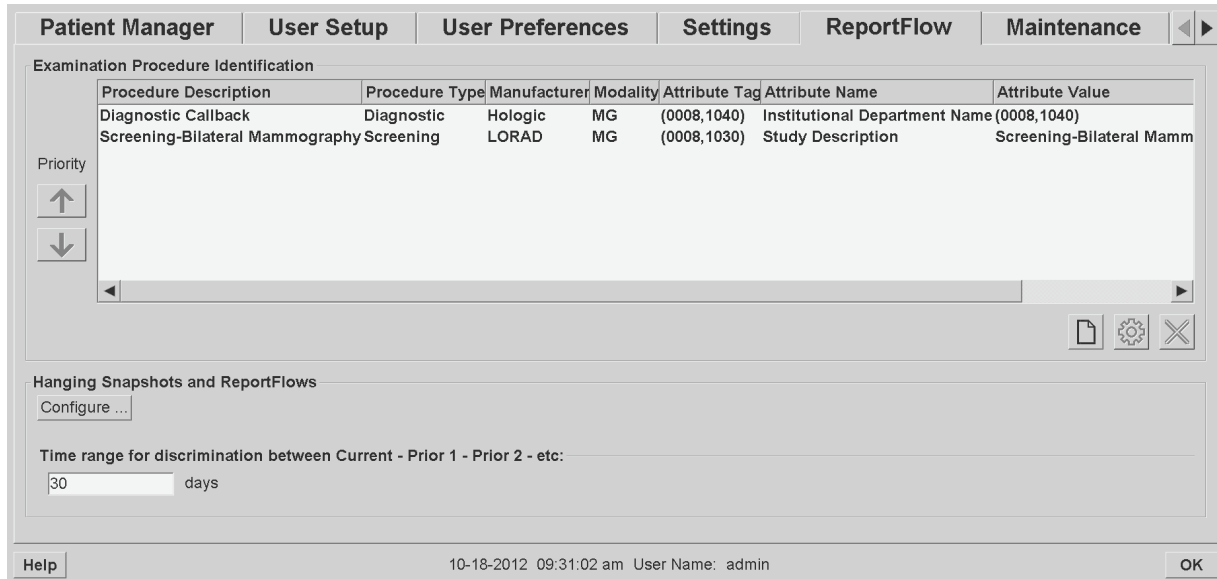 Patient Manager User Setup User Preferences Settings ReportFlow Maintenance
Examination Procedure Identification
Procedure Description Procedure Type Manufacturer Modality Attribute Tag Attribute Name Attribute Value
Diagnostic Callback Diagnostic Hologic MG (0008,1040) Institutional Department Name (0008,1040)
Screening-Bilateral Mammography Screening LORAD MG (0008,1030) Study Description Screening-Bilateral Mamm
Priority
Hanging Snapshots and ReportFlows
Configure ...
Time range for discrimination between Current - Prior 1 - Prior 2 - etc:
30 days
Help 10-18-2012 09:31:02 am User Name: admin OK